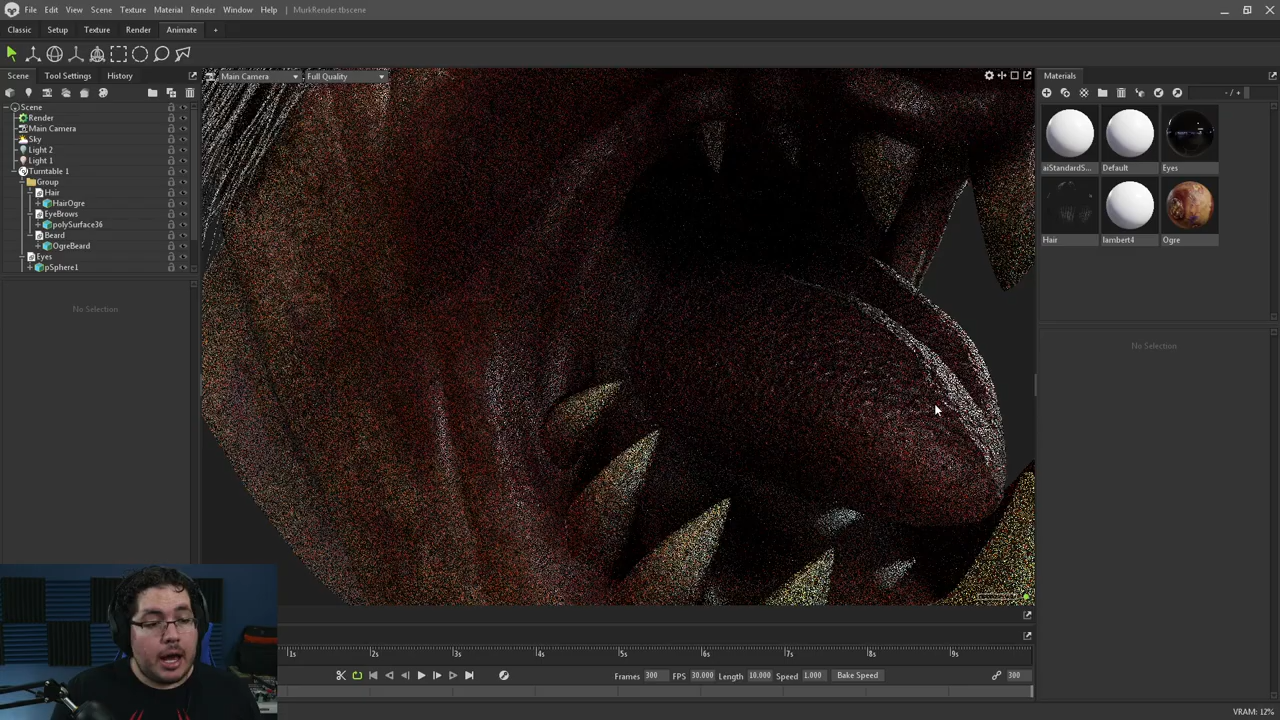 File Edit View Scene Texture Material Render Window Help MurkRender.tbscene
Classic Setup Texture Render Animate +
Scene Tool Settings History
Main Camera Full Quality
Materials
- / +
Scene
Render
Main Camera
Sky
Light 2
Light 1
Turntable 1
Group
Hair
HairOgre
EyeBrows
polySurface36
Beard
OgreBeard
Eyes
pSphere1
No Selection
aiStandardS... Default Eyes
Hair lambert4 Ogre
No Selection
1s 2s 3s 4s 5s 6s 7s 8s 9s
Frames 300 FPS 30.000 Length 10.000 Speed 1.000 Bake Speed 300
VRAM: 12%